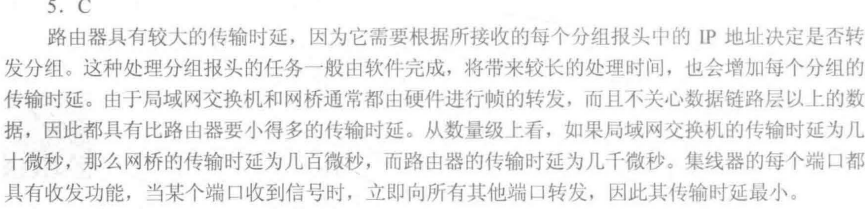 5．C
路由器具有较大的传输时延，因为它需要根据所接收的每个分组报头中的 IP 地址决定是否转
发分组。这种处理分组报头的任务一般由软件完成，将带来较长的处理时间，也会增加每个分组的
传输时延。由于局域网交换机和网桥通常都由硬件进行帧的转发，而且不关心数据链路层以上的数
据，因此都具有比路由器要小得多的传输时延。从数量级上看，如果局域网交换机的传输时延为几
十微秒，那么网桥的传输时延为几百微秒，而路由器的传输时延为几千微秒。集线器的每个端口都
具有收发功能，当某个端口收到信号时，立即向所有其他端口转发，因此其传输时延最小。